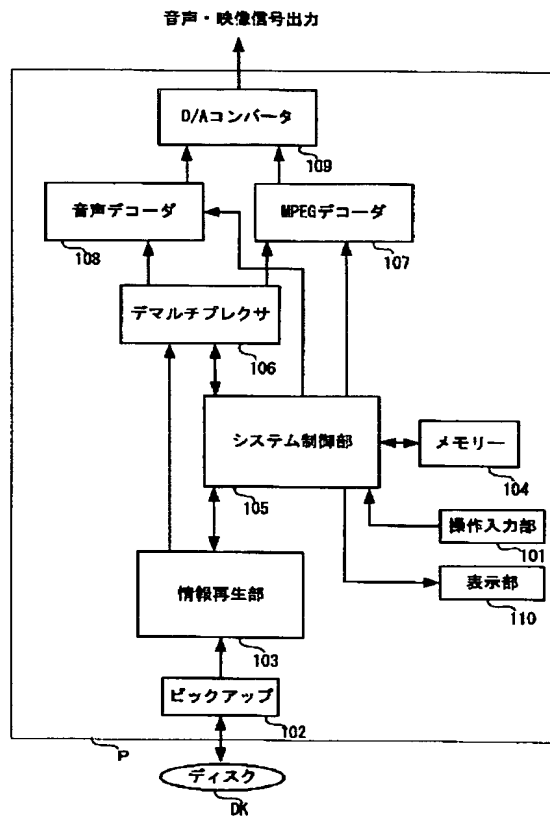 音声・映像信号出力
D/Aコンバータ
109
音声デコーダ
108
MPEGデコーダ
107
デマルチプレクサ
106
システム制御部
105
メモリー
104
操作入力部
101
表示部
110
情報再生部
103
ピックアップ
102
P
ディスク
DK